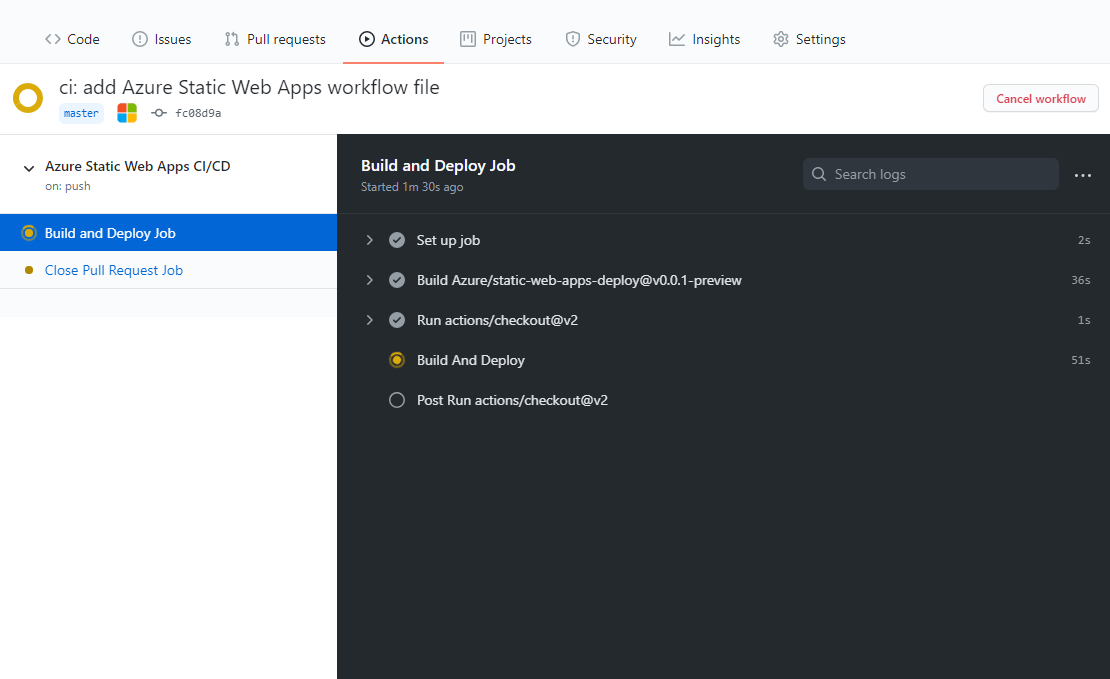 Code Issues Pull requests Actions Projects Security Insights Settings
ci: add Azure Static Web Apps workflow file
master fc08d9a
Cancel workflow
Azure Static Web Apps CI/CD
on: push
Build and Deploy Job
Close Pull Request Job
Build and Deploy Job
Started 1m 30s ago
Search logs
Set up job 2s
Build Azure/static-web-apps-deploy@v0.0.1-preview 36s
Run actions/checkout@v2 1s
Build And Deploy 51s
Post Run actions/checkout@v2